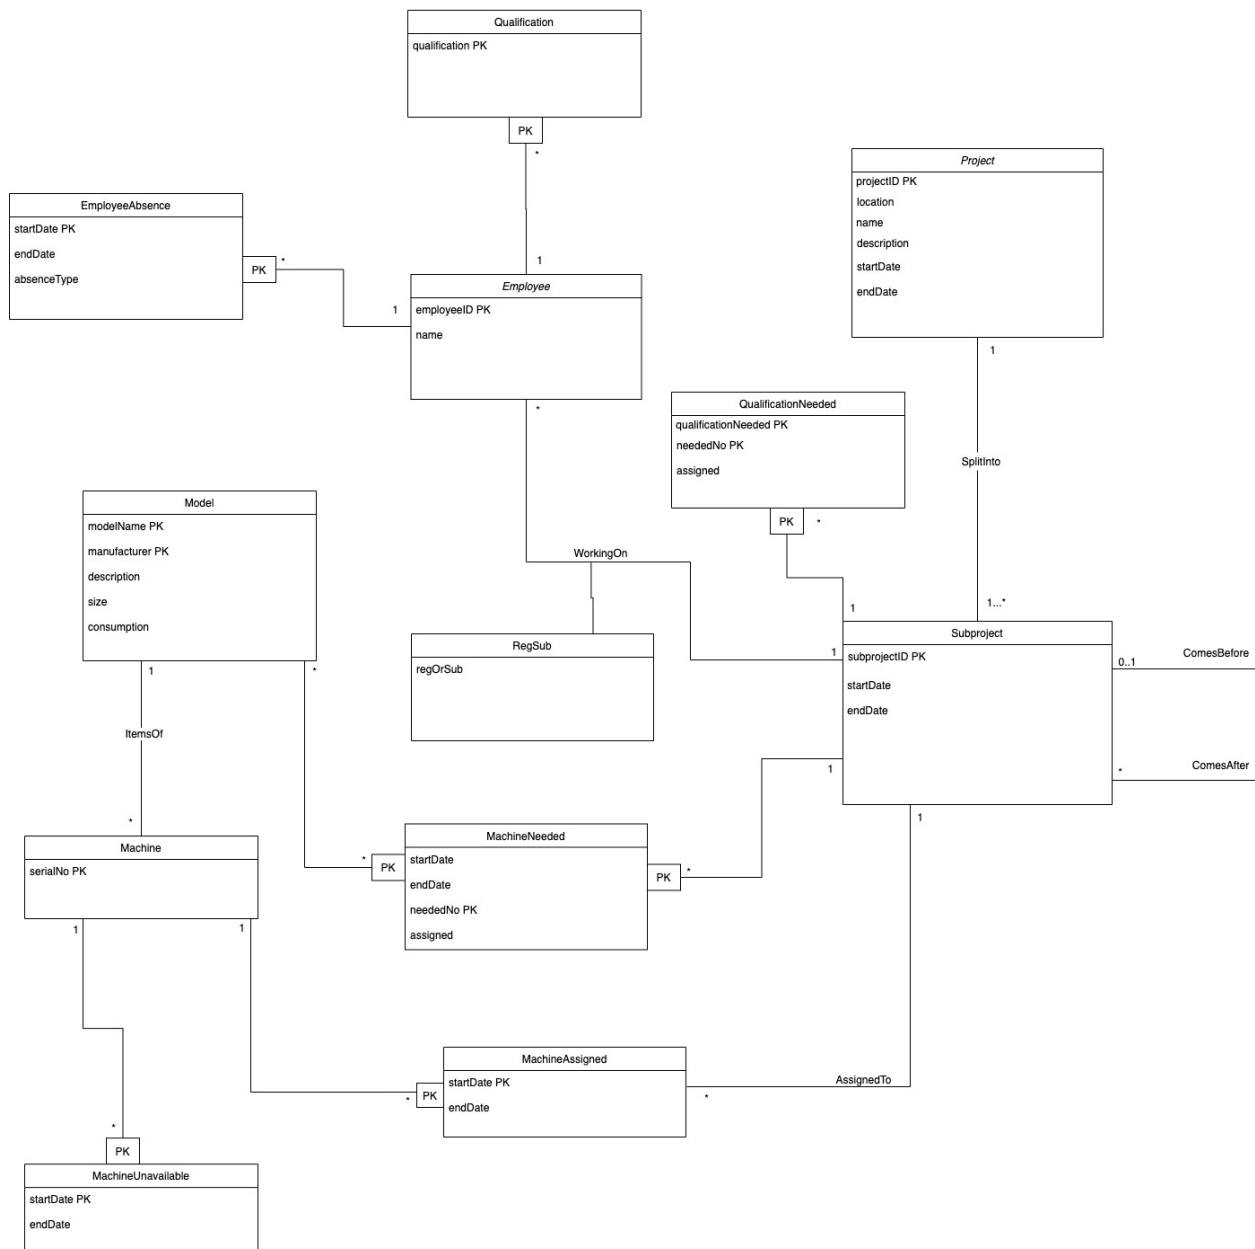 Qualification
qualification PK
PK
*
Project
projectID PK
location
name
description
startDate
endDate
EmployeeAbsence
startDate PK
endDate
absenceType
PK
*
1
1
Employee
employeeID PK
name
*
1
QualificationNeeded
qualificationNeeded PK
neededNo PK
assigned
PK
*
SplitInto
Model
modelName PK
manufacturer PK
description
size
consumption
WorkingOn
1
1...*
RegSub
regOrSub
1
Subproject
subprojectID PK
startDate
endDate
0..1
ComesBefore
ComesAfter
*
1
*
ItemsOf
*
1
1
Machine
serialNo PK
1
1
*
PK
MachineNeeded
startDate
endDate
neededNo PK
assigned
PK
*
MachineAssigned
startDate PK
endDate
PK
*
AssignedTo
*
*
PK
MachineUnavailable
startDate PK
endDate